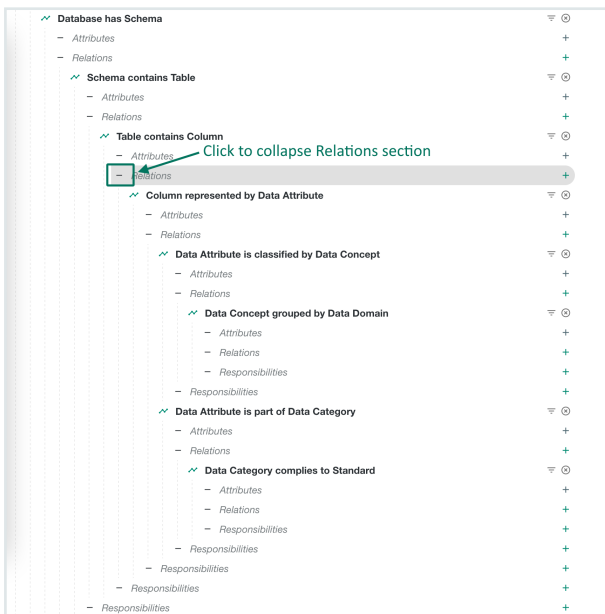 Database has Schema
– Attributes +
– Relations +
Schema contains Table
– Attributes +
– Relations +
Table contains Column
Click to collapse Relations section
– Attributes +
– Relations +
Column represented by Data Attribute
– Attributes +
– Relations +
Data Attribute is classified by Data Concept
– Attributes +
– Relations +
Data Concept grouped by Data Domain
– Attributes +
– Relations +
– Responsibilities +
– Responsibilities +
Data Attribute is part of Data Category
– Attributes +
– Relations +
Data Category complies to Standard
– Attributes +
– Relations +
– Responsibilities +
– Responsibilities +
– Responsibilities +
– Responsibilities +
– Responsibilities +